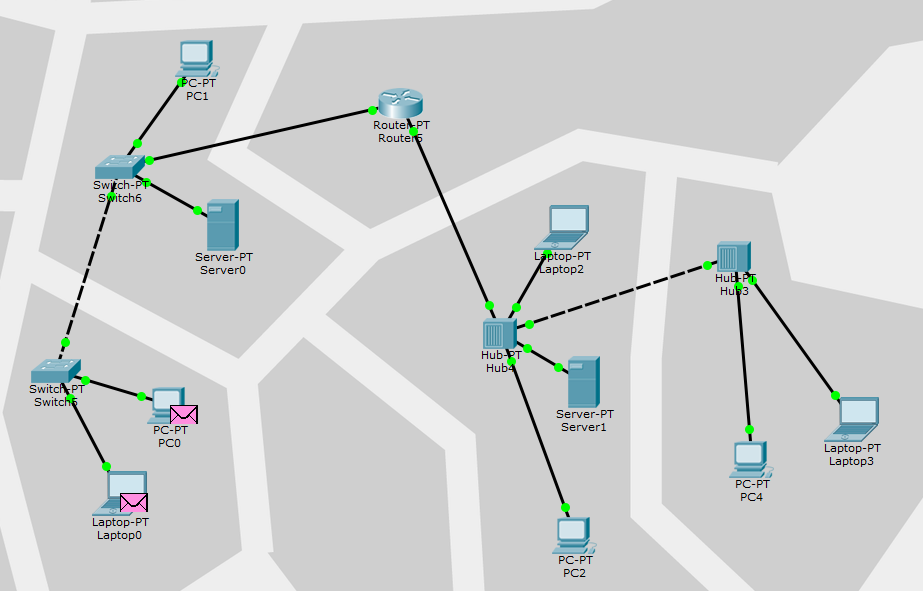 PC-PT
PC1
Router-PT
Router5
Switch-PT
Switch6
Server-PT
Server0
Laptop-PT
Laptop2
Hub-PT
Hub3
Hub-PT
Hub4
Switch-PT
Switch5
Server-PT
Server1
PC-PT
PC0
Laptop-PT
Laptop3
PC-PT
PC4
Laptop-PT
Laptop0
PC-PT
PC2